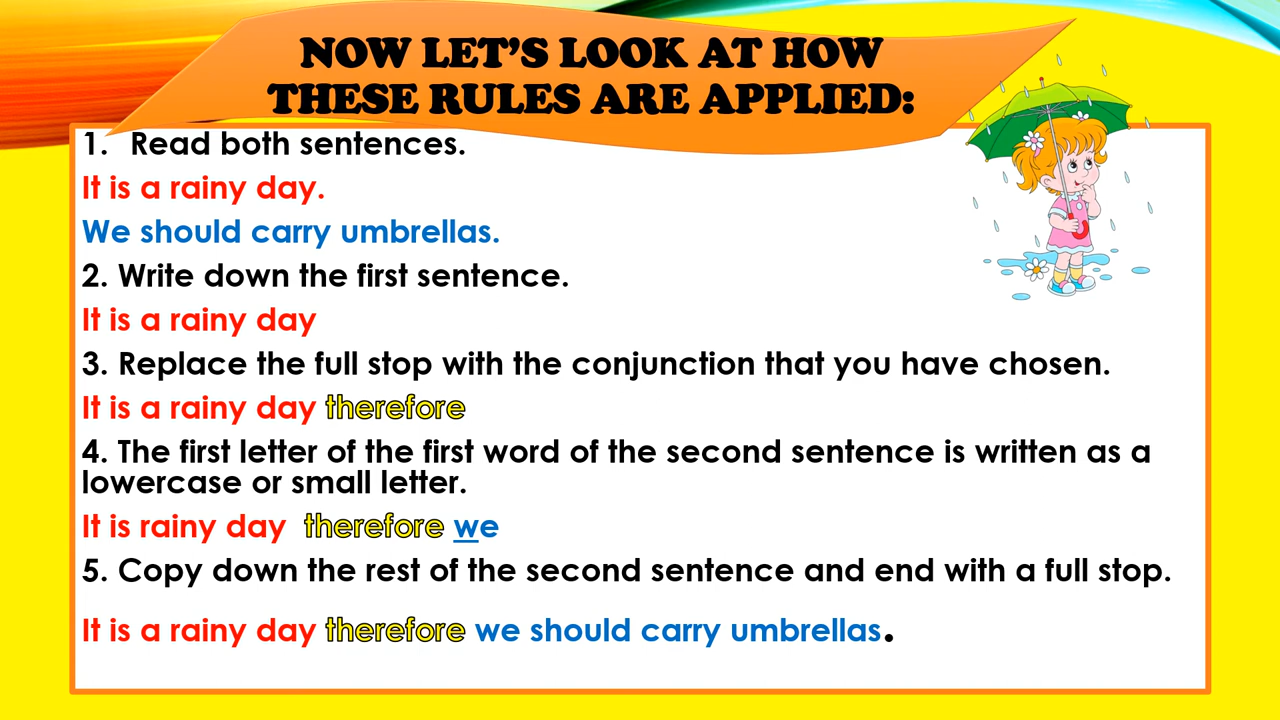 NOW LET'S LOOK AT HOW
THESE RULES ARE APPLIED:
1. Read both sentences.
It is a rainy day.
We should carry umbrellas.
2. Write down the first sentence.
It is a rainy day
3. Replace the full stop with the conjunction that you have chosen.
It is a rainy day therefore
4. The first letter of the first word of the second sentence is written as a
lowercase or small letter.
It is rainy day therefore we
5. Copy down the rest of the second sentence and end with a full stop.
It is a rainy day therefore we should carry umbrellas.